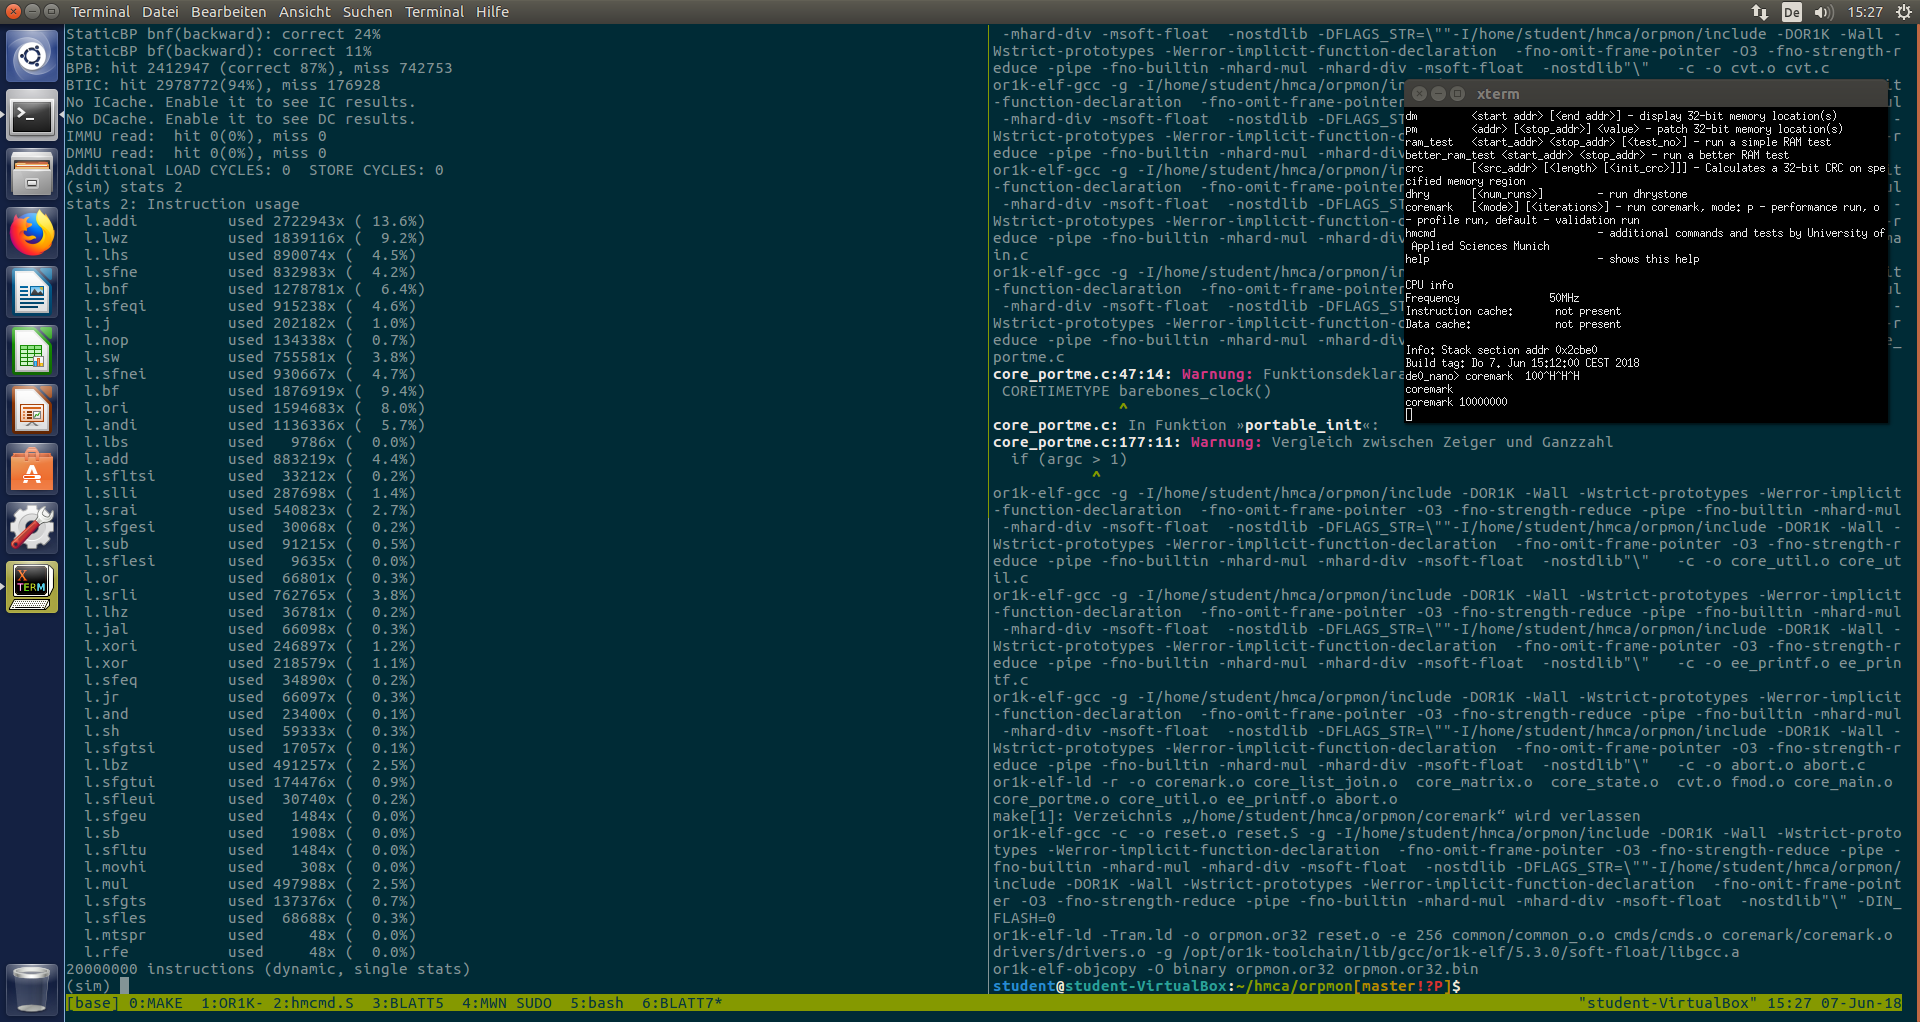 Terminal Datei Bearbeiten Ansicht Suchen Terminal Hilfe
De 15:27
StaticBP bnf(backward): correct 24%
StaticBP bf(backward): correct 11%
BPB: hit 2412947 (correct 87%), miss 742753
BTIC: hit 2978772(94%), miss 176928
No ICache. Enable it to see IC results.
No DCache. Enable it to see DC results.
IMMU read:  hit 0(0%), miss 0
DMMU read:  hit 0(0%), miss 0
Additional LOAD CYCLES: 0  STORE CYCLES: 0
(sim) stats 2
stats 2: Instruction usage
  l.addi          used 2722943x ( 13.6%)
  l.lwz           used 1839116x (  9.2%)
  l.lhs           used 890074x (  4.5%)
  l.sfne          used 832983x (  4.2%)
  l.bnf           used 1278781x (  6.4%)
  l.sfeqi         used 915238x (  4.6%)
  l.j             used 202182x (  1.0%)
  l.nop           used 134338x (  0.7%)
  l.sw            used 755581x (  3.8%)
  l.sfnei         used 930667x (  4.7%)
  l.bf            used 1876919x (  9.4%)
  l.ori           used 1594683x (  8.0%)
  l.andi          used 1136336x (  5.7%)
  l.lbs           used   9786x (  0.0%)
  l.add           used 883219x (  4.4%)
  l.sfltsi        used  33212x (  0.2%)
  l.slli          used 287698x (  1.4%)
  l.srai          used 540823x (  2.7%)
  l.sfgesi        used  30068x (  0.2%)
  l.sub           used  91215x (  0.5%)
  l.sflesi        used   9635x (  0.0%)
  l.or            used  66801x (  0.3%)
  l.srli          used 762765x (  3.8%)
  l.lhz           used  36781x (  0.2%)
  l.jal           used  66098x (  0.3%)
  l.xori          used 246897x (  1.2%)
  l.xor           used 218579x (  1.1%)
  l.sfeq          used  34890x (  0.2%)
  l.jr            used  66097x (  0.3%)
  l.and           used  23400x (  0.1%)
  l.sh            used  59333x (  0.3%)
  l.sfgtsi        used  17057x (  0.1%)
  l.lbz           used 491257x (  2.5%)
  l.sfgtui        used 174476x (  0.9%)
  l.sfleui        used  30740x (  0.2%)
  l.sfgeu         used   1484x (  0.0%)
  l.sb            used   1908x (  0.0%)
  l.sfltu         used   1484x (  0.0%)
  l.movhi         used    308x (  0.0%)
  l.mul           used 497988x (  2.5%)
  l.sfgts         used 137376x (  0.7%)
  l.sfles         used  68688x (  0.3%)
  l.mtspr         used     48x (  0.0%)
  l.rfe           used     48x (  0.0%)
20000000 instructions (dynamic, single stats)
(sim)
 -mhard-div -msoft-float  -nostdlib -DFLAGS_STR=\""-I/home/student/hmca/orpmon/include -DOR1K -Wall -
Wstrict-prototypes -Werror-implicit-function-declaration  -fno-omit-frame-pointer -O3 -fno-strength-r
educe -pipe -fno-builtin -mhard-mul -mhard-div -msoft-float  -nostdlib"\"   -c -o cvt.o cvt.c
or1k-elf-gcc -g -I/home/student/hmca/orpmon/in
-function-declaration  -fno-omit-frame-pointer
 -mhard-div -msoft-float  -nostdlib -DFLAGS_ST
Wstrict-prototypes -Werror-implicit-function-c
educe -pipe -fno-builtin -mhard-mul -mhard-div
or1k-elf-gcc -g -I/home/student/hmca/orpmon/in
-function-declaration  -fno-omit-frame-pointer
 -mhard-div -msoft-float  -nostdlib -DFLAGS_ST
Wstrict-prototypes -Werror-implicit-function-c
educe -pipe -fno-builtin -mhard-mul -mhard-div
in.c
or1k-elf-gcc -g -I/home/student/hmca/orpmon/in
-function-declaration  -fno-omit-frame-pointer
 -mhard-div -msoft-float  -nostdlib -DFLAGS_ST
Wstrict-prototypes -Werror-implicit-function-c
educe -pipe -fno-builtin -mhard-mul -mhard-div
portme.c
core_portme.c:47:14: Warnung: Funktionsdeklara
 CORETIMETYPE barebones_clock()
              ^
core_portme.c: In Funktion »portable_init«:
core_portme.c:177:11: Warnung: Vergleich zwischen Zeiger und Ganzzahl
  if (argc > 1)
           ^
or1k-elf-gcc -g -I/home/student/hmca/orpmon/include -DOR1K -Wall -Wstrict-prototypes -Werror-implicit
-function-declaration  -fno-omit-frame-pointer -O3 -fno-strength-reduce -pipe -fno-builtin -mhard-mul
 -mhard-div -msoft-float  -nostdlib -DFLAGS_STR=\""-I/home/student/hmca/orpmon/include -DOR1K -Wall -
Wstrict-prototypes -Werror-implicit-function-declaration  -fno-omit-frame-pointer -O3 -fno-strength-r
educe -pipe -fno-builtin -mhard-mul -mhard-div -msoft-float  -nostdlib"\"   -c -o core_util.o core_ut
il.c
or1k-elf-gcc -g -I/home/student/hmca/orpmon/include -DOR1K -Wall -Wstrict-prototypes -Werror-implicit
-function-declaration  -fno-omit-frame-pointer -O3 -fno-strength-reduce -pipe -fno-builtin -mhard-mul
 -mhard-div -msoft-float  -nostdlib -DFLAGS_STR=\""-I/home/student/hmca/orpmon/include -DOR1K -Wall -
Wstrict-prototypes -Werror-implicit-function-declaration  -fno-omit-frame-pointer -O3 -fno-strength-r
educe -pipe -fno-builtin -mhard-mul -mhard-div -msoft-float  -nostdlib"\"   -c -o ee_printf.o ee_prin
tf.c
or1k-elf-gcc -g -I/home/student/hmca/orpmon/include -DOR1K -Wall -Wstrict-prototypes -Werror-implicit
-function-declaration  -fno-omit-frame-pointer -O3 -fno-strength-reduce -pipe -fno-builtin -mhard-mul
 -mhard-div -msoft-float  -nostdlib -DFLAGS_STR=\""-I/home/student/hmca/orpmon/include -DOR1K -Wall -
Wstrict-prototypes -Werror-implicit-function-declaration  -fno-omit-frame-pointer -O3 -fno-strength-r
educe -pipe -fno-builtin -mhard-mul -mhard-div -msoft-float  -nostdlib"\"   -c -o abort.o abort.c
or1k-elf-ld -r -o coremark.o core_list_join.o  core_matrix.o  core_state.o  cvt.o fmod.o core_main.o
core_portme.o core_util.o ee_printf.o abort.o
make[1]: Verzeichnis „/home/student/hmca/orpmon/coremark“ wird verlassen
or1k-elf-gcc -c -o reset.o reset.S -g -I/home/student/hmca/orpmon/include -DOR1K -Wall -Wstrict-proto
types -Werror-implicit-function-declaration  -fno-omit-frame-pointer -O3 -fno-strength-reduce -pipe -
fno-builtin -mhard-mul -mhard-div -msoft-float  -nostdlib -DFLAGS_STR=\""-I/home/student/hmca/orpmon/
include -DOR1K -Wall -Wstrict-prototypes -Werror-implicit-function-declaration  -fno-omit-frame-point
er -O3 -fno-strength-reduce -pipe -fno-builtin -mhard-mul -mhard-div -msoft-float  -nostdlib"\" -DIN_
FLASH=0
or1k-elf-ld -Tram.ld -o orpmon.or32 reset.o -e 256 common/common_o.o cmds/cmds.o coremark/coremark.o
drivers/drivers.o -g /opt/or1k-toolchain/lib/gcc/or1k-elf/5.3.0/soft-float/libgcc.a
or1k-elf-objcopy -O binary orpmon.or32 orpmon.or32.bin
student@student-VirtualBox:~/hmca/orpmon[master!?P]$
xterm
dm         <start addr> [<end addr>] - display 32-bit memory location(s)
pm         <addr> [<stop_addr>] <value> - patch 32-bit memory location(s)
ram_test   <start_addr> <stop_addr> [<test_no>] - run a simple RAM test
better_ram_test <start_addr> <stop_addr> - run a better RAM test
crc        [<src_addr> [<length> [<init_crc>]]] - Calculates a 32-bit CRC on spe
cified memory region
dhry       [<num_runs>]         - run dhrystone
coremark   [<mode>] [<iterations>] - run coremark, mode: p - performance run, o
- profile run, default - validation run
hmcmd                           - additional commands and tests by University of
 Applied Sciences Munich
help                            - shows this help
CPU info
Frequency               50MHz
Instruction cache:       not present
Data cache:              not present
Info: Stack section addr 0x2cbe0
Build tag: Do 7. Jun 15:12:00 CEST 2018
de0_nano> coremark  100^H^H^H
coremark
coremark 10000000
X
TERM
[base] 0:MAKE  1:OR1K- 2:hmcmd.S  3:BLATT5  4:MWN SUDO  5:bash  6:BLATT7*
"student-VirtualBox" 15:27 07-Jun-18